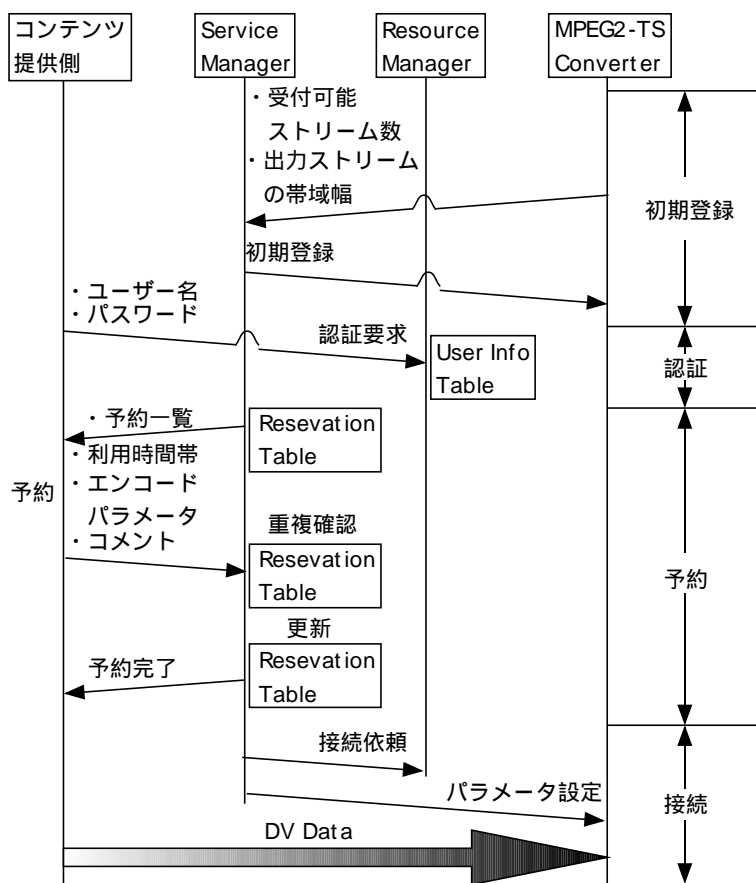 コンテンツ
提供側
Service
Manager
Resource
Manager
MPEG2-TS
Converter
・受付可能
ストリーム数
・出力ストリーム
の帯域幅
初期登録
初期登録
・ユーザー名
・パスワード
認証要求
User Info
Table
認証
・予約一覧
Resevation
Table
・利用時間帯
・エンコード
パラメータ
・コメント
予約
重複確認
Resevation
Table
予約
更新
Resevation
Table
予約完了
接続依頼
パラメータ設定
接続
DV Data